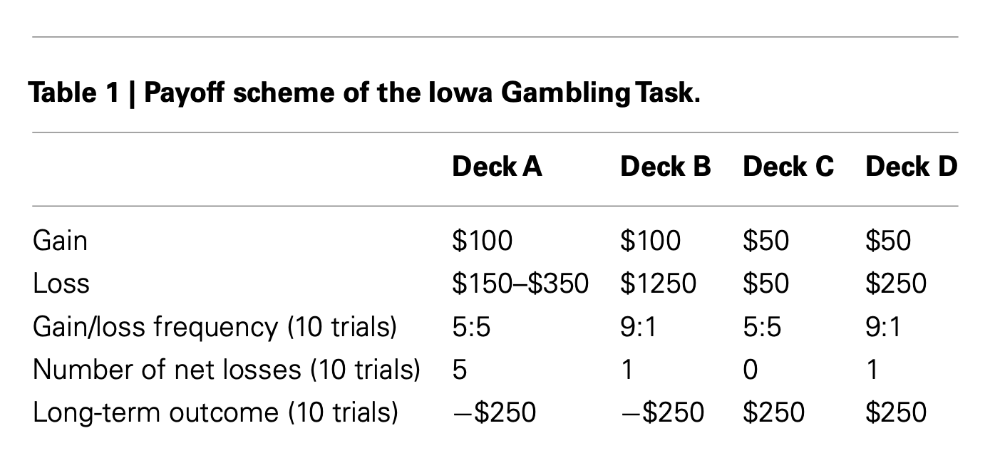 Table 1 | Payoff scheme of the Iowa Gambling Task.
Deck A Deck B Deck C Deck D
Gain $100 $100 $50 $50
Loss $150–$350 $1250 $50 $250
Gain/loss frequency (10 trials) 5:5 9:1 5:5 9:1
Number of net losses (10 trials) 5 1 0 1
Long-term outcome (10 trials) –$250 –$250 $250 $250